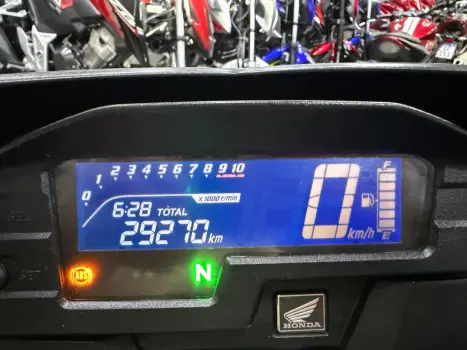 0 1 2 3 4 5 6 7 8 9 10
x 1000 r/min
6:28 TOTAL
29270 km
0 km/h
F
E
SEL
SET
ABS
N
HONDA